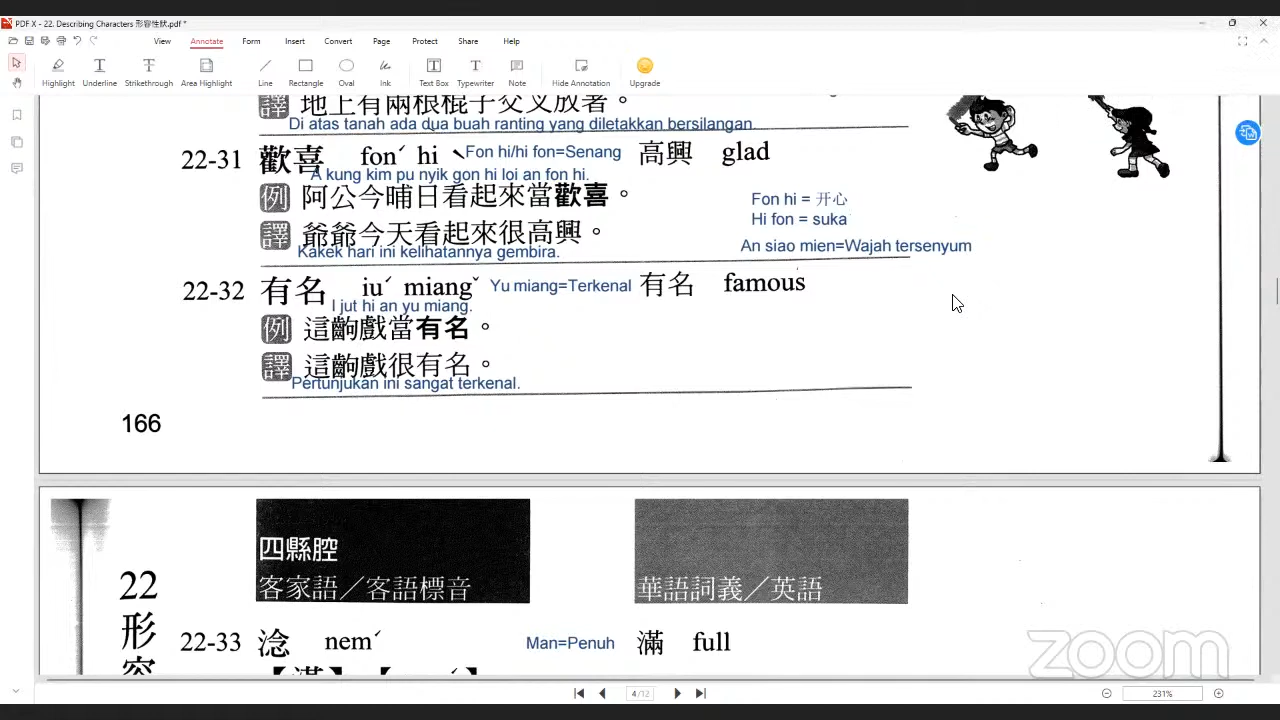 PDF X - 22. Describing Characters 形容性狀.pdf *
View Annotate Form Insert Convert Page Protect Share Help
Highlight Underline Strikethrough Area Highlight Line Rectangle Oval Ink Text Box Typewriter Note Hide Annotation Upgrade
譯 地上有兩根棍子交叉放著。
Di atas tanah ada dua buah ranting yang diletakkan bersilangan.
22-31 歡喜 fonˊ hiˋ Fon hi/hi fon=Senang 高興 glad
A kung kim pu nyik gon hi loi an fon hi.
例 阿公今晡日看起來當歡喜。
Fon hi = 开心
Hi fon = suka
譯 爺爺今天看起來很高興。
An siao mien=Wajah tersenyum
Kakek hari ini kelihatannya gembira.
22-32 有名 iuˊ miangˇ Yu miang=Terkenal 有名 famous
I jut hi an yu miang.
例 這齣戲當有名。
譯 這齣戲很有名。
Pertunjukan ini sangat terkenal.
166
四縣腔
客家語／客語標音
華語詞義／英語
22 形容
22-33 淰 nemˊ Man=Penuh 滿 full
zoom
4 /12
231%